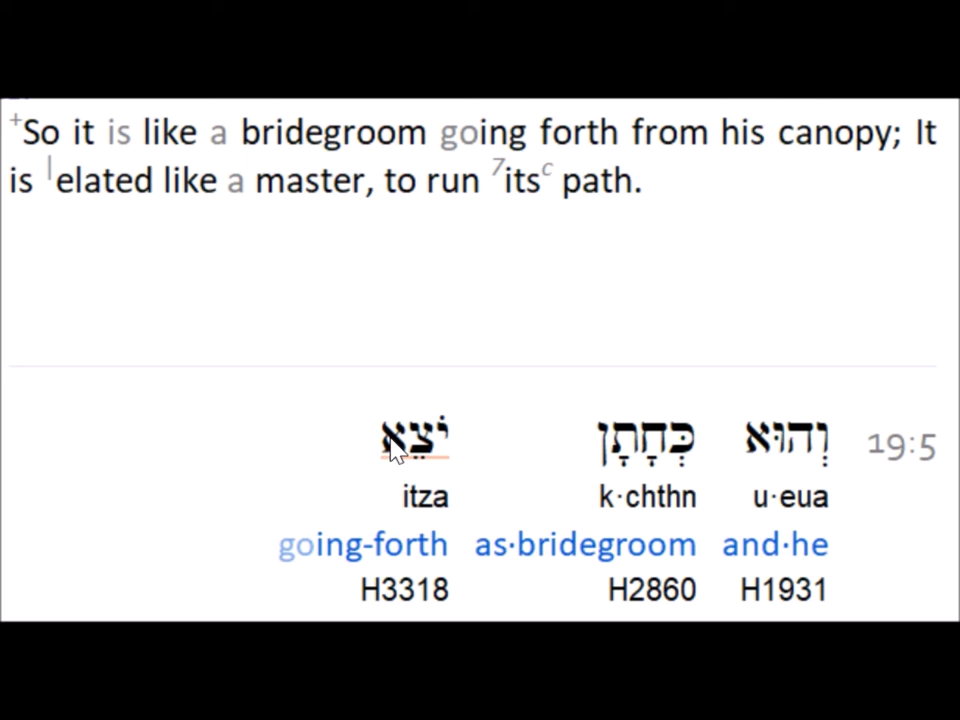 +So it is like a bridegroom going forth from his canopy; It
is |elated like a master, to run 7itsc path.
וְהוּא כְּחָתָן יֹצֵא 19:5
itza k·chthn u·eua
going-forth as·bridegroom and·he
H3318 H2860 H1931